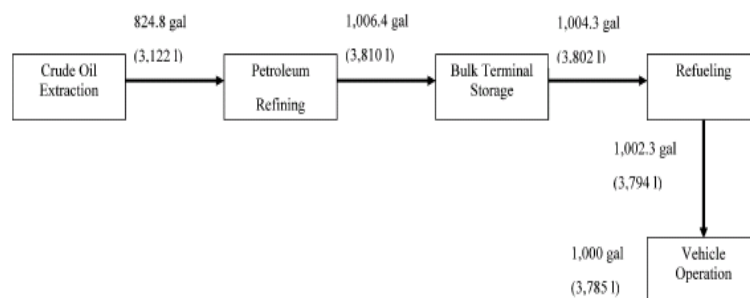 824.8 gal
(3,122 l)
1,006.4 gal
(3,810 l)
1,004.3 gal
(3,802 l)
Crude Oil
Extraction
Petroleum
Refining
Bulk Terminal
Storage
Refueling
1,002.3 gal
(3,794 l)
1,000 gal
(3,785 l)
Vehicle
Operation